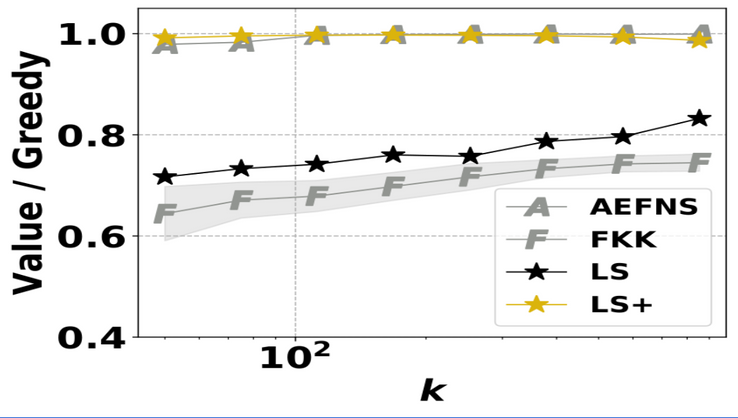 Value / Greedy
1.0
0.8
0.6
0.4
10²
k
AEFNS
FKK
LS
LS+